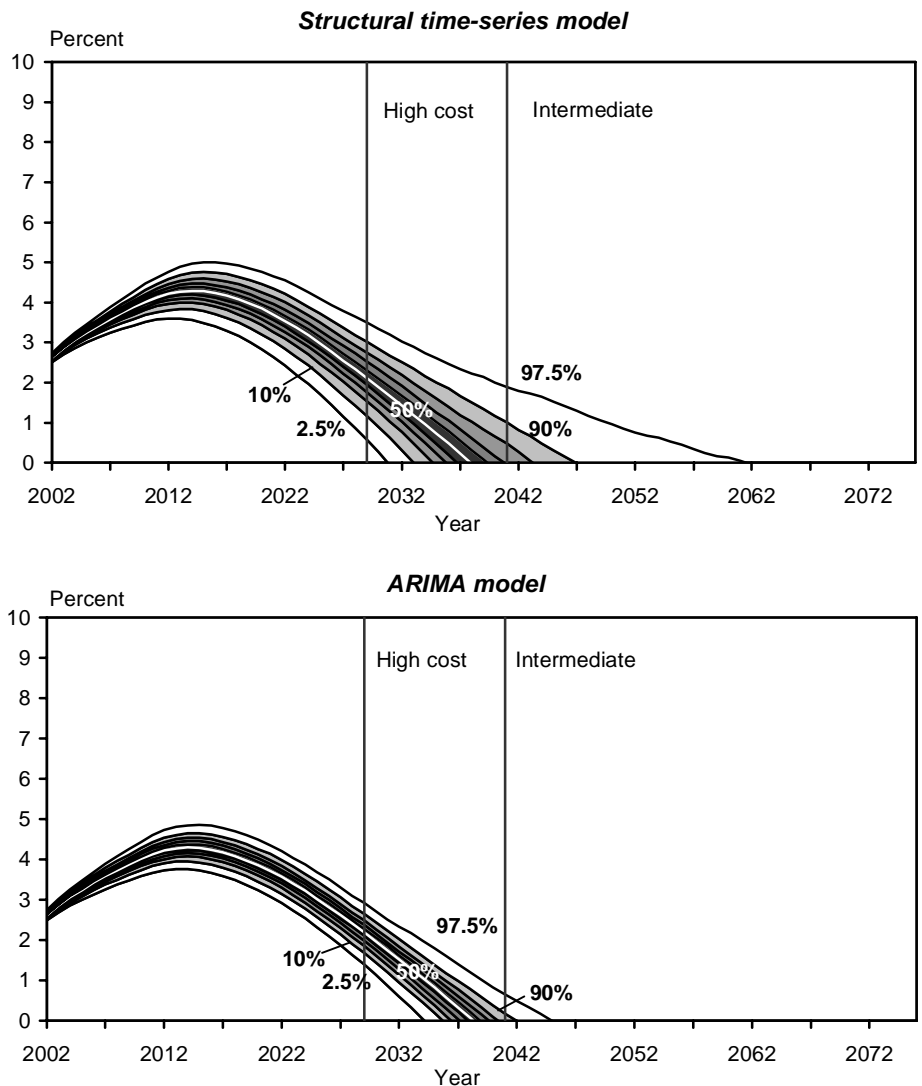 Structural time-series model
Percent
10
9
8
7
6
5
4
3
2
1
0
High cost
Intermediate
97.5%
90%
50%
10%
2.5%
2002 2012 2022 2032 2042 2052 2062 2072
Year
ARIMA model
Percent
10
9
8
7
6
5
4
3
2
1
0
High cost
Intermediate
97.5%
90%
50%
10%
2.5%
2002 2012 2022 2032 2042 2052 2062 2072
Year